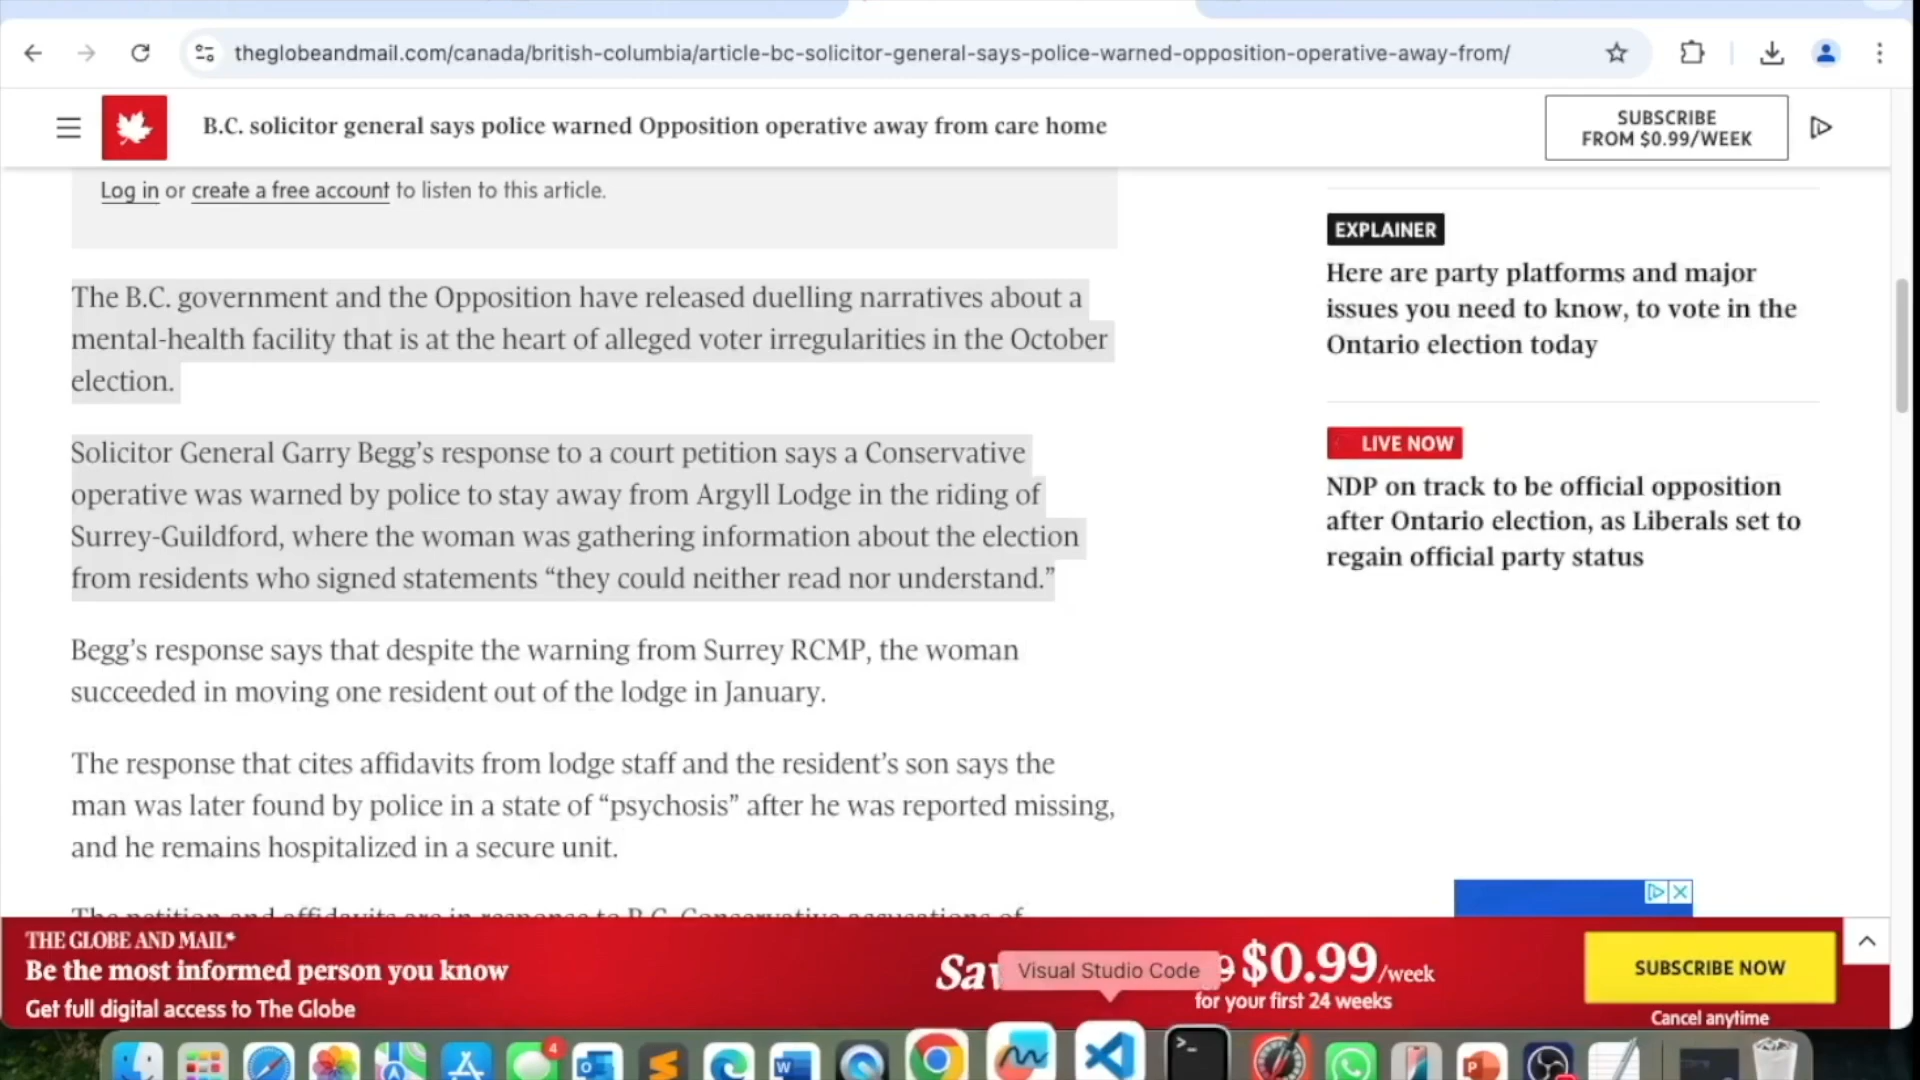 theglobeandmail.com/canada/british-columbia/article-bc-solicitor-general-says-police-warned-opposition-operative-away-from/
B.C. solicitor general says police warned Opposition operative away from care home
SUBSCRIBE
FROM $0.99/WEEK
Log in or create a free account to listen to this article.
The B.C. government and the Opposition have released duelling narratives about a
mental-health facility that is at the heart of alleged voter irregularities in the October
election.
Solicitor General Garry Begg’s response to a court petition says a Conservative
operative was warned by police to stay away from Argyll Lodge in the riding of
Surrey-Guildford, where the woman was gathering information about the election
from residents who signed statements “they could neither read nor understand.”
Begg’s response says that despite the warning from Surrey RCMP, the woman
succeeded in moving one resident out of the lodge in January.
The response that cites affidavits from lodge staff and the resident’s son says the
man was later found by police in a state of “psychosis” after he was reported missing,
and he remains hospitalized in a secure unit.
The petition and affidavits are in response to B.C. Conservative accusations of
EXPLAINER
Here are party platforms and major
issues you need to know, to vote in the
Ontario election today
LIVE NOW
NDP on track to be official opposition
after Ontario election, as Liberals set to
regain official party status
THE GLOBE AND MAIL*
Be the most informed person you know
Get full digital access to The Globe
Visual Studio Code
$0.99/week
for your first 24 weeks
SUBSCRIBE NOW
Cancel anytime
4